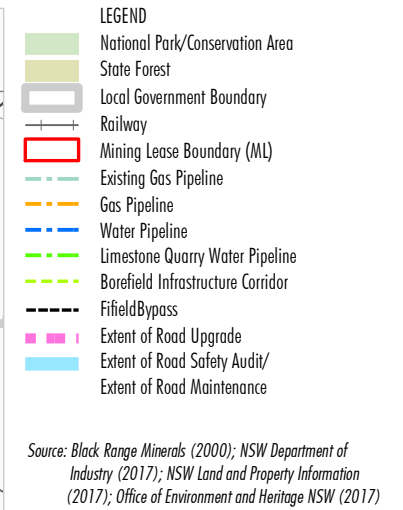 LEGEND
National Park/Conservation Area
State Forest
Local Government Boundary
Railway
Mining Lease Boundary (ML)
Existing Gas Pipeline
Gas Pipeline
Water Pipeline
Limestone Quarry Water Pipeline
Borefield Infrastructure Corridor
FifieldBypass
Extent of Road Upgrade
Extent of Road Safety Audit/
Extent of Road Maintenance
Source: Black Range Minerals (2000); NSW Department of
Industry (2017); NSW Land and Property Information
(2017); Office of Environment and Heritage NSW (2017)